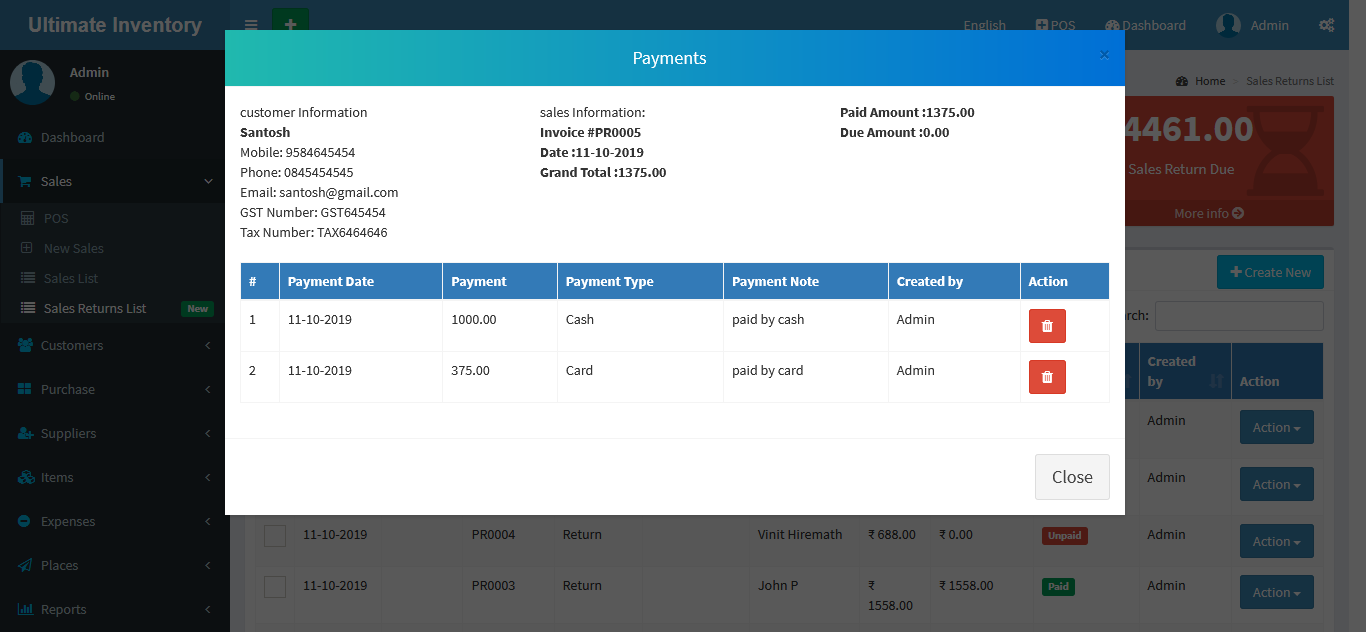 Ultimate Inventory
English
POS
Dashboard
Admin
Admin
Online
Home
Sales Returns List
Dashboard
Sales
POS
New Sales
Sales List
Sales Returns List New
Customers
Purchase
Suppliers
Items
Expenses
Places
Reports
Payments
×
customer Information
Santosh
Mobile: 9584645454
Phone: 0845454545
Email: santosh@gmail.com
GST Number: GST645454
Tax Number: TAX6464646
sales Information:
Invoice #PR0005
Date :11-10-2019
Grand Total :1375.00
Paid Amount :1375.00
Due Amount :0.00
# Payment Date Payment Payment Type Payment Note Created by Action
1 11-10-2019 1000.00 Cash paid by cash Admin
2 11-10-2019 375.00 Card paid by card Admin
Close
4461.00
Sales Return Due
More info
Create New
rch:
Created
by Action
Admin Action
Admin Action
11-10-2019 PR0004 Return Vinit Hiremath ₹ 688.00 ₹ 0.00 Unpaid Admin Action
11-10-2019 PR0003 Return John P ₹ ₹ 1558.00 Paid Admin Action
1558.00